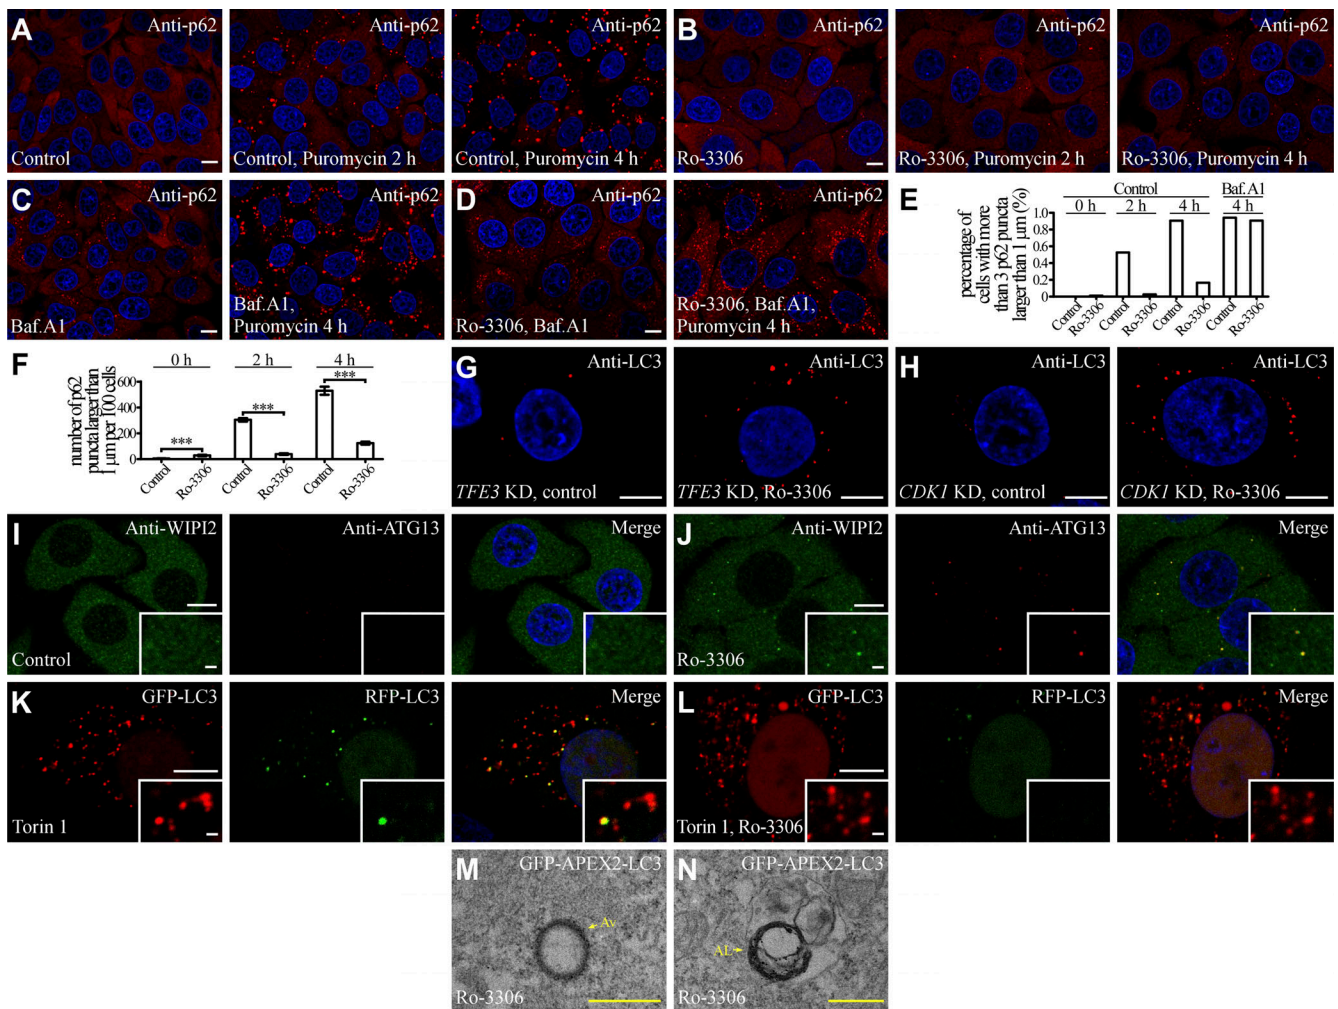 A
Anti-p62
Control
Anti-p62
Control, Puromycin 2 h
Anti-p62
Control, Puromycin 4 h
B
Anti-p62
Ro-3306
Anti-p62
Ro-3306, Puromycin 2 h
Anti-p62
Ro-3306, Puromycin 4 h
C
Anti-p62
Baf.A1
Anti-p62
Baf.A1,
Puromycin 4 h
D
Anti-p62
Ro-3306, Baf.A1
Anti-p62
Ro-3306, Baf.A1,
Puromycin 4 h
E
Control
Baf.A1
0 h
2 h
4 h
4 h
percentage of
cells with more
than 3 p62 puncta
larger than 1 μm (%)
1.0
0.8
0.6
0.4
0.2
0
Control
Ro-3306
Control
Ro-3306
Control
Ro-3306
Control
Ro-3306
F
0 h
2 h
4 h
number of p62
puncta larger than
1 μm per 100 cells
600
400
200
0
***
***
***
Control
Ro-3306
Control
Ro-3306
Control
Ro-3306
G
Anti-LC3
TFE3 KD, control
Anti-LC3
TFE3 KD, Ro-3306
H
Anti-LC3
CDK1 KD, control
Anti-LC3
CDK1 KD, Ro-3306
I
Anti-WIPI2
Control
Anti-ATG13
Merge
J
Anti-WIPI2
Ro-3306
Anti-ATG13
Merge
K
GFP-LC3
Torin 1
RFP-LC3
Merge
L
GFP-LC3
Torin 1, Ro-3306
RFP-LC3
Merge
M
GFP-APEX2-LC3
Av
Ro-3306
N
GFP-APEX2-LC3
AL
Ro-3306